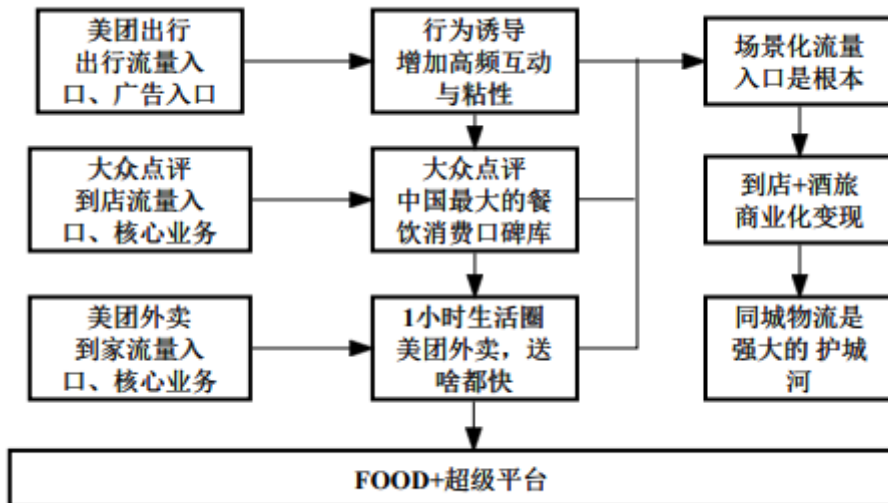 美团出行
出行流量入
口、广告入口
行为诱导
增加高频互动
与粘性
场景化流量
入口是根本
大众点评
到店流量入
口、核心业务
大众点评
中国最大的餐
饮消费口碑库
到店+酒旅
商业化变现
美团外卖
到家流量入
口、核心业务
1小时生活圈
美团外卖，送
啥都快
同城物流是
强大的 护城
河
FOOD+超级平台